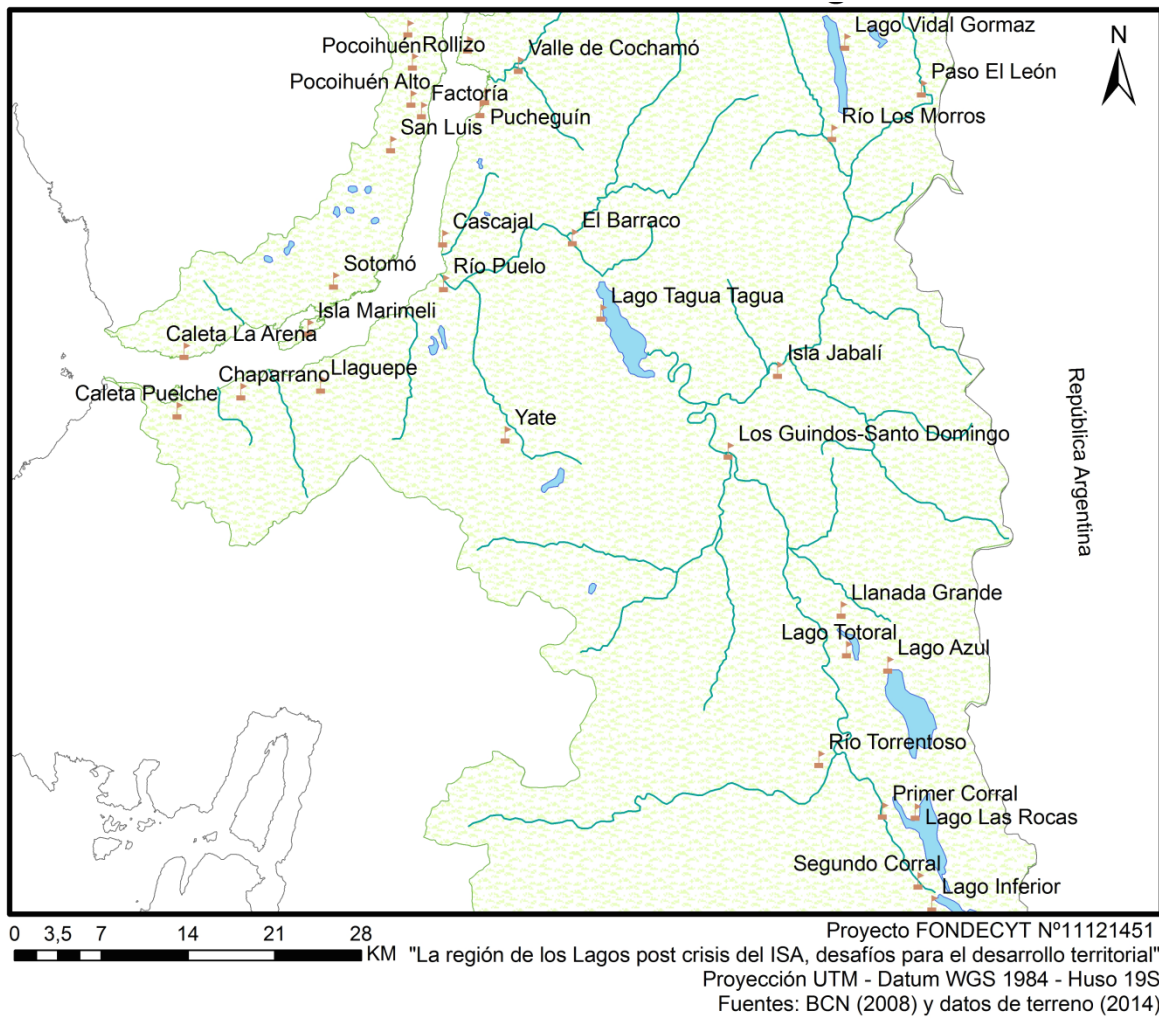 Lago Vidal Gormaz
N
Pocoihuén
Rollizo
Valle de Cochamó
Paso El León
Pocoihuén Alto
Factoría
Pucheguín
Río Los Morros
San Luis
Cascajal
El Barraco
Sotomó
Río Puelo
Lago Tagua Tagua
Isla Marimeli
Caleta La Arena
Isla Jabalí
Llaguepe
Chaparrano
Caleta Puelche
República Argentina
Yate
Los Guindos-Santo Domingo
Llanada Grande
Lago Totoral
Lago Azul
Río Torrentoso
Primer Corral
Lago Las Rocas
Segundo Corral
Lago Inferior
0 3,5 7 14 21 28
KM
Proyecto FONDECYT Nº11121451
"La región de los Lagos post crisis del ISA, desafíos para el desarrollo territorial"
Proyección UTM - Datum WGS 1984 - Huso 19S
Fuentes: BCN (2008) y datos de terreno (2014)